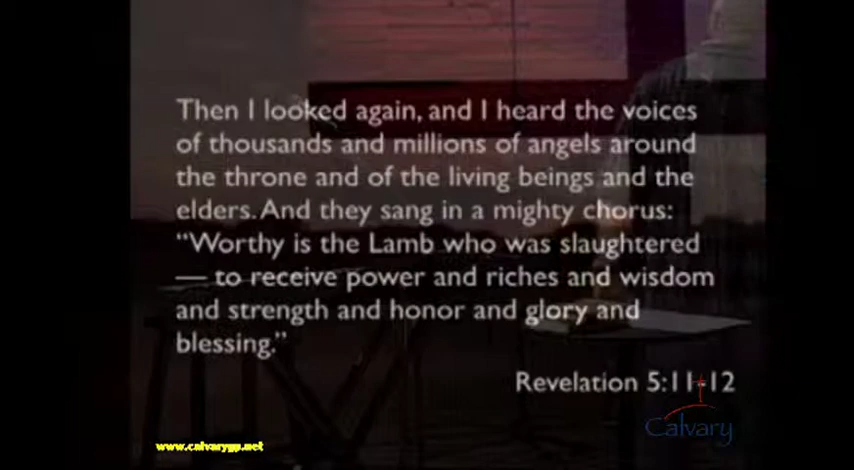 Then I looked again, and I heard the voices
of thousands and millions of angels around
the throne and of the living beings and the
elders. And they sang in a mighty chorus:
“Worthy is the Lamb who was slaughtered
— to receive power and riches and wisdom
and strength and honor and glory and
blessing.”
Revelation 5:11-12
Calvary
www.calvarygp.net